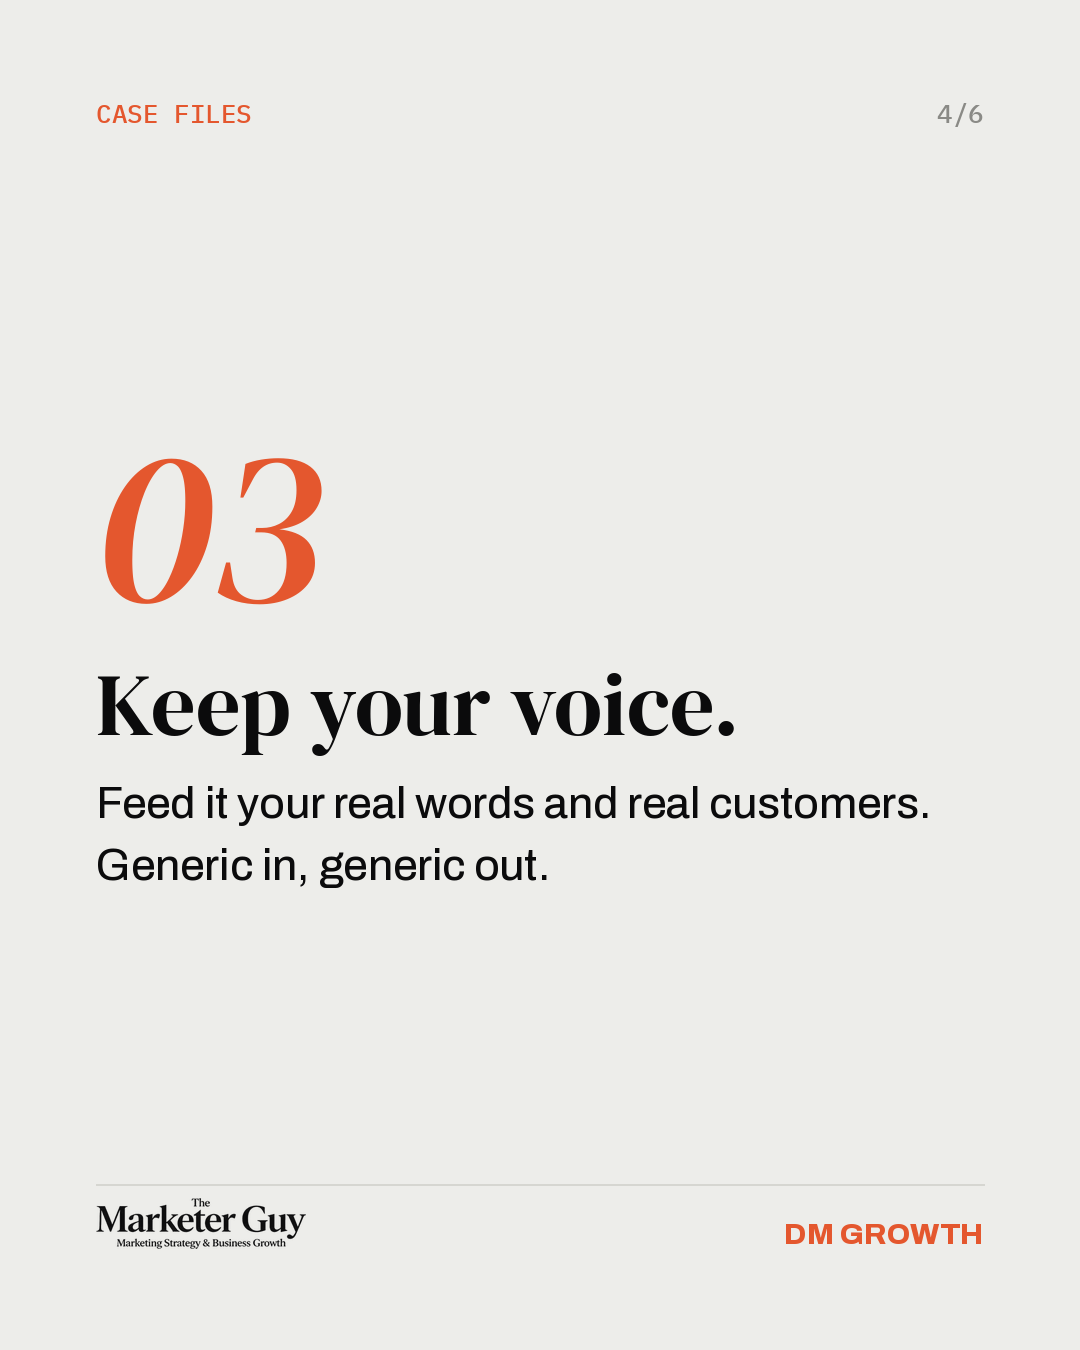 CASE FILES
4/6
03
Keep your voice.
Feed it your real words and real customers.
Generic in, generic out.
The
Marketer Guy
Marketing Strategy & Business Growth
DM GROWTH